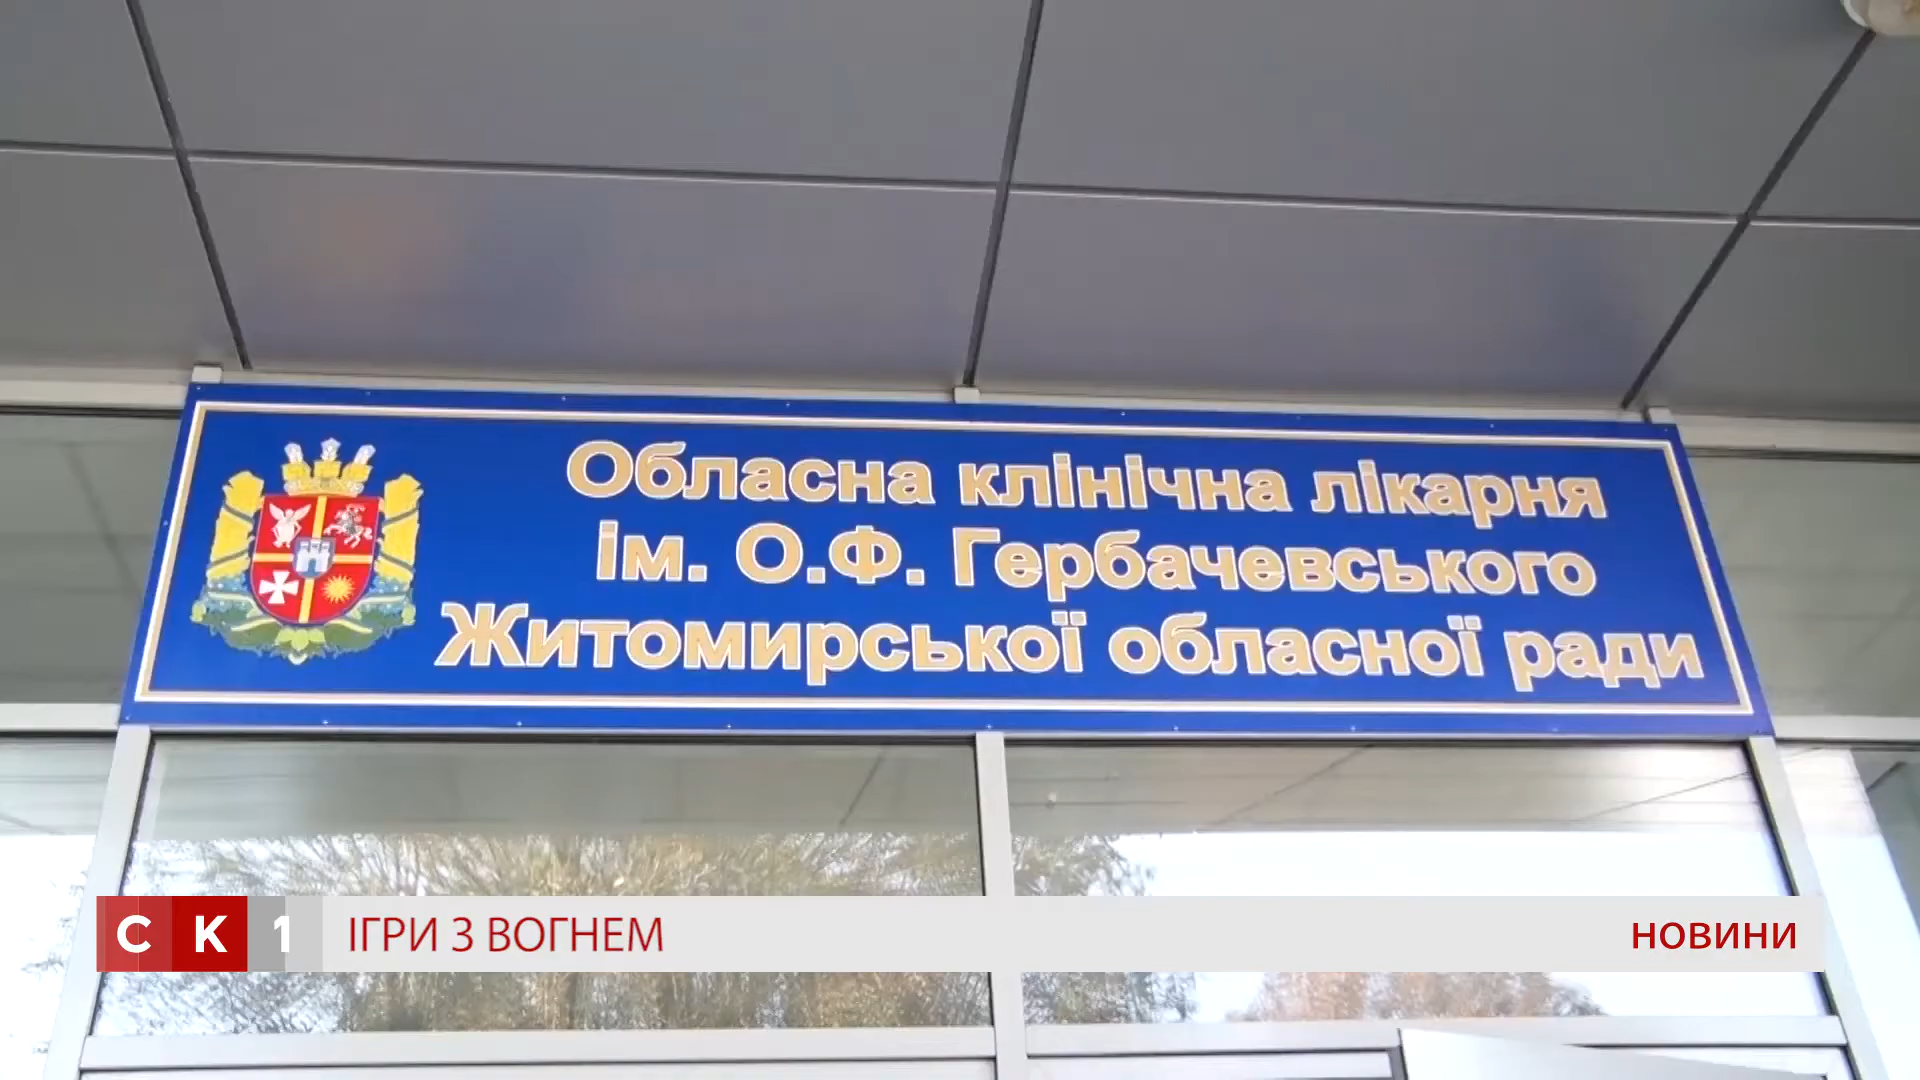 Обласна клінічна лікарня
ім. О.Ф. Гербачевського
Житомирської обласної ради
СК1 ІГРИ З ВОГНЕМ НОВИНИ